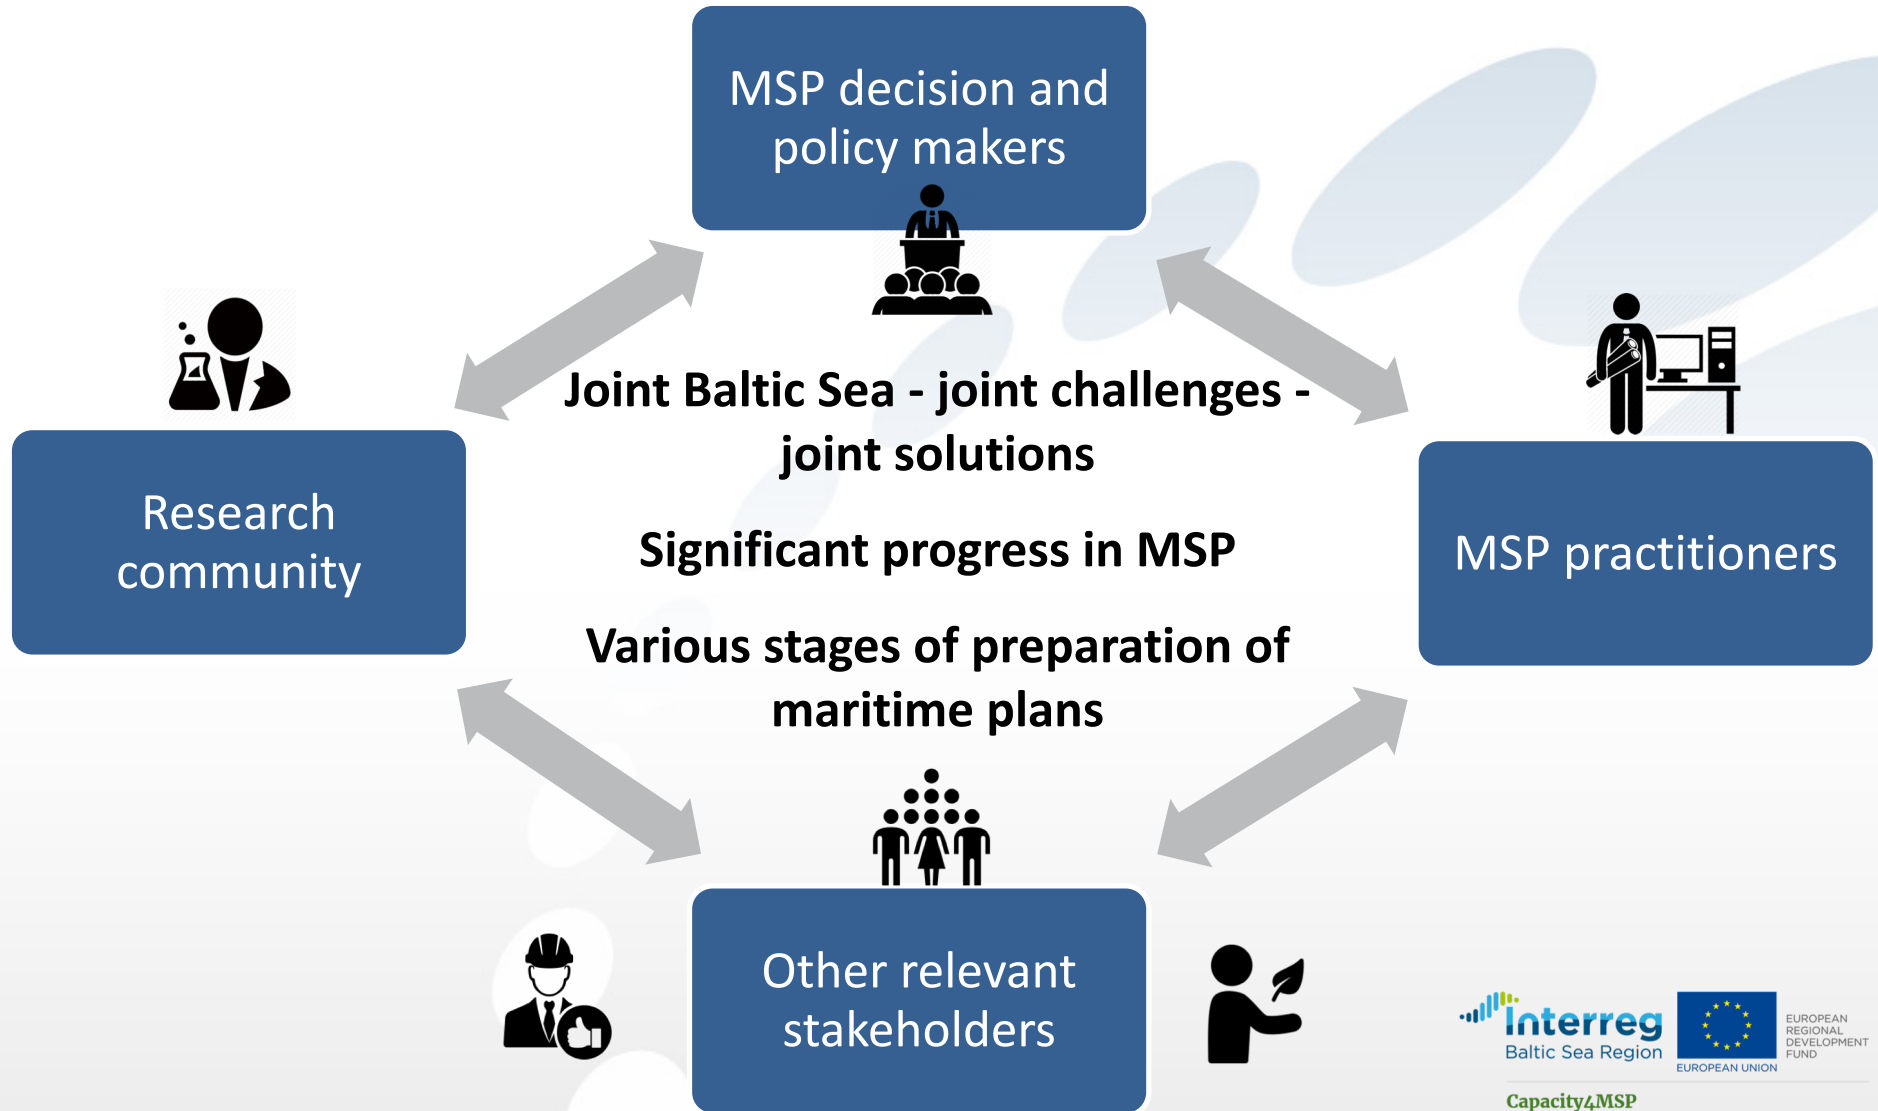 MSP decision and
policy makers
Joint Baltic Sea - joint challenges -
joint solutions
Research
community
Significant progress in MSP
MSP practitioners
Various stages of preparation of
maritime plans
Other relevant
stakeholders
Interreg
Baltic Sea Region
EUROPEAN UNION
EUROPEAN
REGIONAL
DEVELOPMENT
FUND
Capacity4MSP